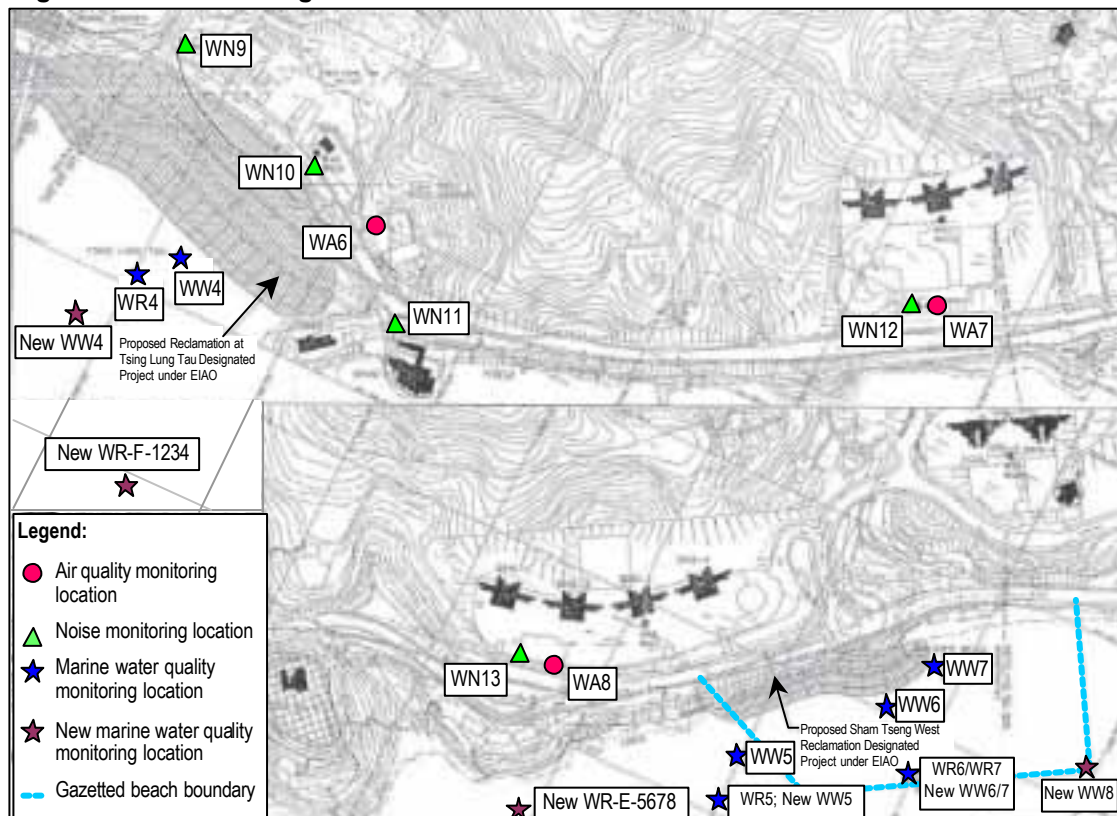 WN9
WN10
WA6
WW4
WR4
New WW4
Proposed Reclamation at
Tsing Lung Tau Designated
Project under EIAO
WN11
WN12
WA7
New WR-F-1234
Legend:
Air quality monitoring
location
Noise monitoring location
Marine water quality
monitoring location
New marine water quality
monitoring location
Gazetted beach boundary
WN13
WA8
WW7
WW6
Proposed Sham Tseng West
Reclamation Designated
Project under EIAO
WW5
WR6/WR7
New WW6/7
New WW8
WR5; New WW5
New WR-E-5678